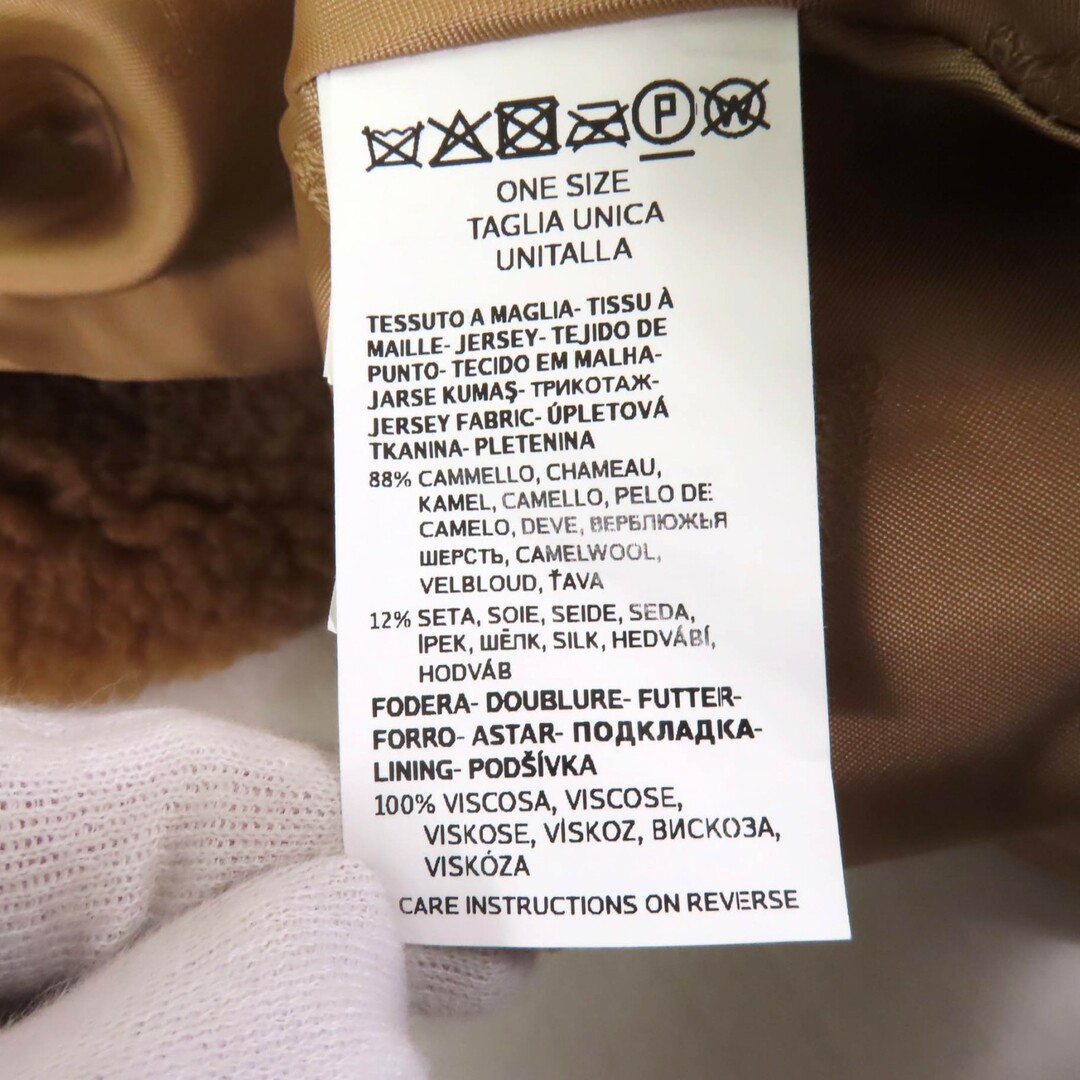 P W
ONE SIZE
TAGLIA UNICA
UNITALLA
TESSUTO A MAGLIA- TISSU À
MAILLE- JERSEY- TEJIDO DE
PUNTO- TECIDO EM MALHA-
JARSE KUMAŞ- ТРИКОТАЖ-
JERSEY FABRIC- ÚPLETOVÁ
TKANINA- PLETENINA
88% CAMMELLO, CHAMEAU,
KAMEL, CAMELLO, PELO DE
CAMELO, DEVE, ВЕРБЛЮЖЬЯ
ШЕРСТЬ, CAMELWOOL,
VELBLOUD, ŤAVA
12% SETA, SOIE, SEIDE, SEDA,
İPEK, ШЁЛК, SILK, HEDVÁBÍ,
HODVÁB
FODERA- DOUBLURE- FUTTER-
FORRO- ASTAR- ПОДКЛАДКА-
LINING- PODŠÍVKA
100% VISCOSA, VISCOSE,
VISKOSE, VİSKOZ, ВИСКОЗА,
VISKÓZA
CARE INSTRUCTIONS ON REVERSE